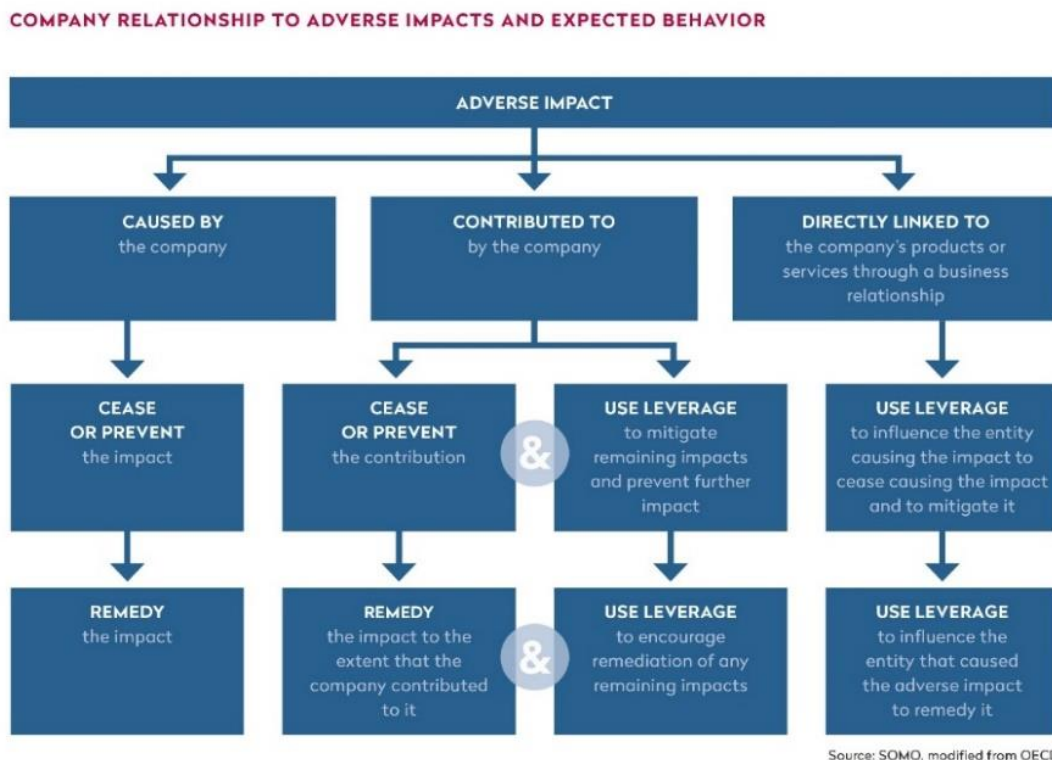 COMPANY RELATIONSHIP TO ADVERSE IMPACTS AND EXPECTED BEHAVIOR
ADVERSE IMPACT
CAUSED BY
the company
CONTRIBUTED TO
by the company
DIRECTLY LINKED TO
the company's products or
services through a business
relationship
CEASE
OR PREVENT
the impact
CEASE
OR PREVENT
the contribution
&
USE LEVERAGE
to mitigate
remaining impacts
and prevent further
impact
USE LEVERAGE
to influence the entity
causing the impact to
cease causing the impact
and to mitigate it
REMEDY
the impact
REMEDY
the impact to the
extent that the
company contributed
to it
&
USE LEVERAGE
to encourage
remediation of any
remaining impacts
USE LEVERAGE
to influence the
entity that caused
the adverse impact
to remedy it
Source: SOMO, modified from OECD